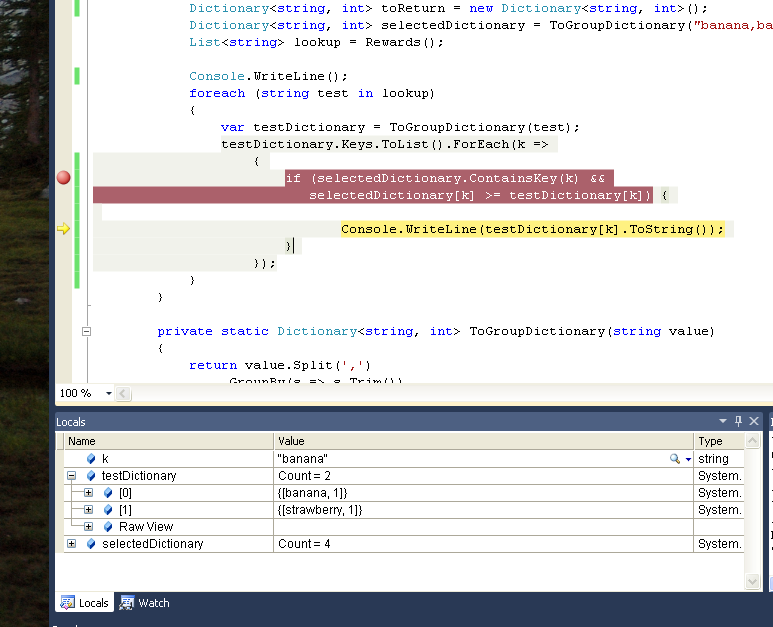 Dictionary<string, int> toReturn = new Dictionary<string, int>();
Dictionary<string, int> selectedDictionary = ToGroupDictionary("banana,ba
List<string> lookup = Rewards();
Console.WriteLine();
foreach (string test in lookup)
{
var testDictionary = ToGroupDictionary(test);
testDictionary.Keys.ToList().ForEach(k =>
{
if (selectedDictionary.ContainsKey(k) &&
selectedDictionary[k] >= testDictionary[k]) {
Console.WriteLine(testDictionary[k].ToString());
}
});
}
}
private static Dictionary<string, int> ToGroupDictionary(string value)
{
return value.Split(',')
.GroupBy(s => s.Trim())
100 %
Locals
Name Value Type
k "banana" string
testDictionary Count = 2 System.
[0] {[banana, 1]} System.
[1] {[strawberry, 1]} System.
Raw View
selectedDictionary Count = 4 System.
Locals Watch